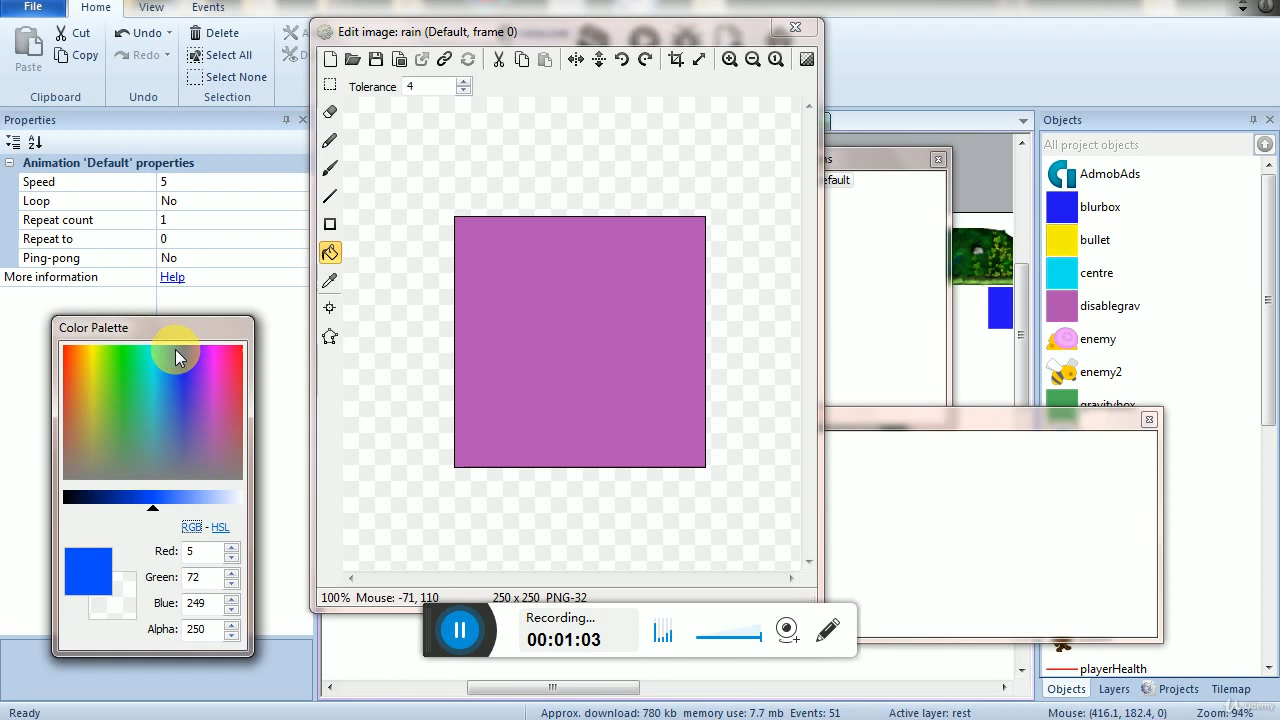 File Home View Events
Paste Cut Copy Undo Redo Delete Select All Select None
Clipboard Undo Selection
Edit image: rain (Default, frame 0)
Tolerance 4
Properties
Animation 'Default' properties
Speed 5
Loop No
Repeat count 1
Repeat to 0
Ping-pong No
More information Help
Color Palette
RGB - HSL
Red: 5
Green: 72
Blue: 249
Alpha: 250
100% Mouse: -71, 110 250 x 250 PNG-32
Recording...
00:01:03
Objects
All project objects
AdmobAds
blurbox
bullet
centre
disablegrav
enemy
enemy2
gravitybox
playerHealth
Objects Layers Projects Tilemap
Ready Approx. download: 780 kb memory use: 7.7 mb Events: 51 Active layer: rest Mouse: (416.1, 182.4, 0) Zoom: 94%
Udemy